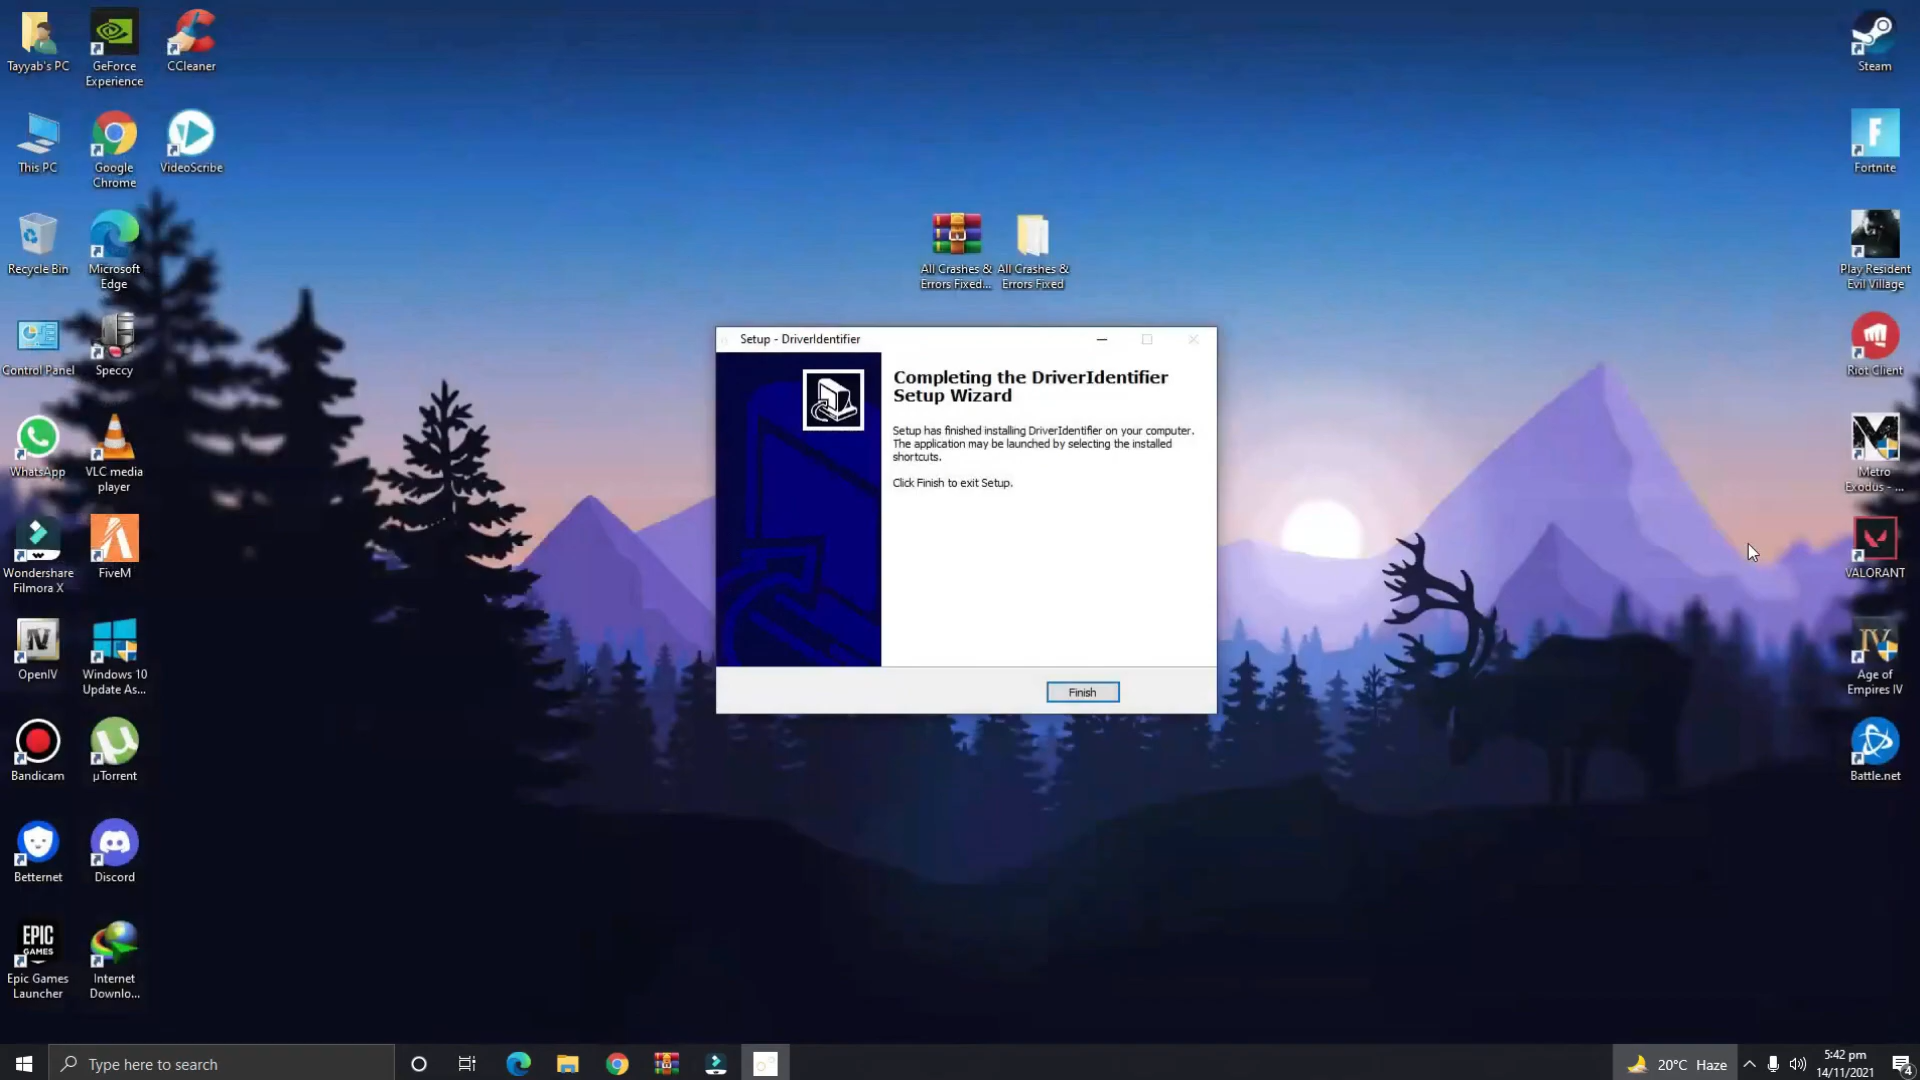 Tayyab's PC
GeForce
Experience
CCleaner
Steam
This PC
Google
Chrome
VideoScribe
Fortnite
Recycle Bin
Microsoft
Edge
All Crashes &
Errors Fixed...
All Crashes &
Errors Fixed
Play Resident
Evil Village
Control Panel
Speccy
Riot Client
Setup - DriverIdentifier
Completing the DriverIdentifier
Setup Wizard
Setup has finished installing DriverIdentifier on your computer.
The application may be launched by selecting the installed
shortcuts.
Click Finish to exit Setup.
Finish
WhatsApp
VLC media
player
Metro
Exodus - ...
Wondershare
Filmora X
FiveM
VALORANT
OpenIV
Windows 10
Update As...
Age of
Empires IV
Bandicam
µTorrent
Battle.net
Betternet
Discord
EPIC
GAMES
Epic Games
Launcher
Internet
Downlo...
Type here to search
20°C Haze
5:42 pm
14/11/2021
4